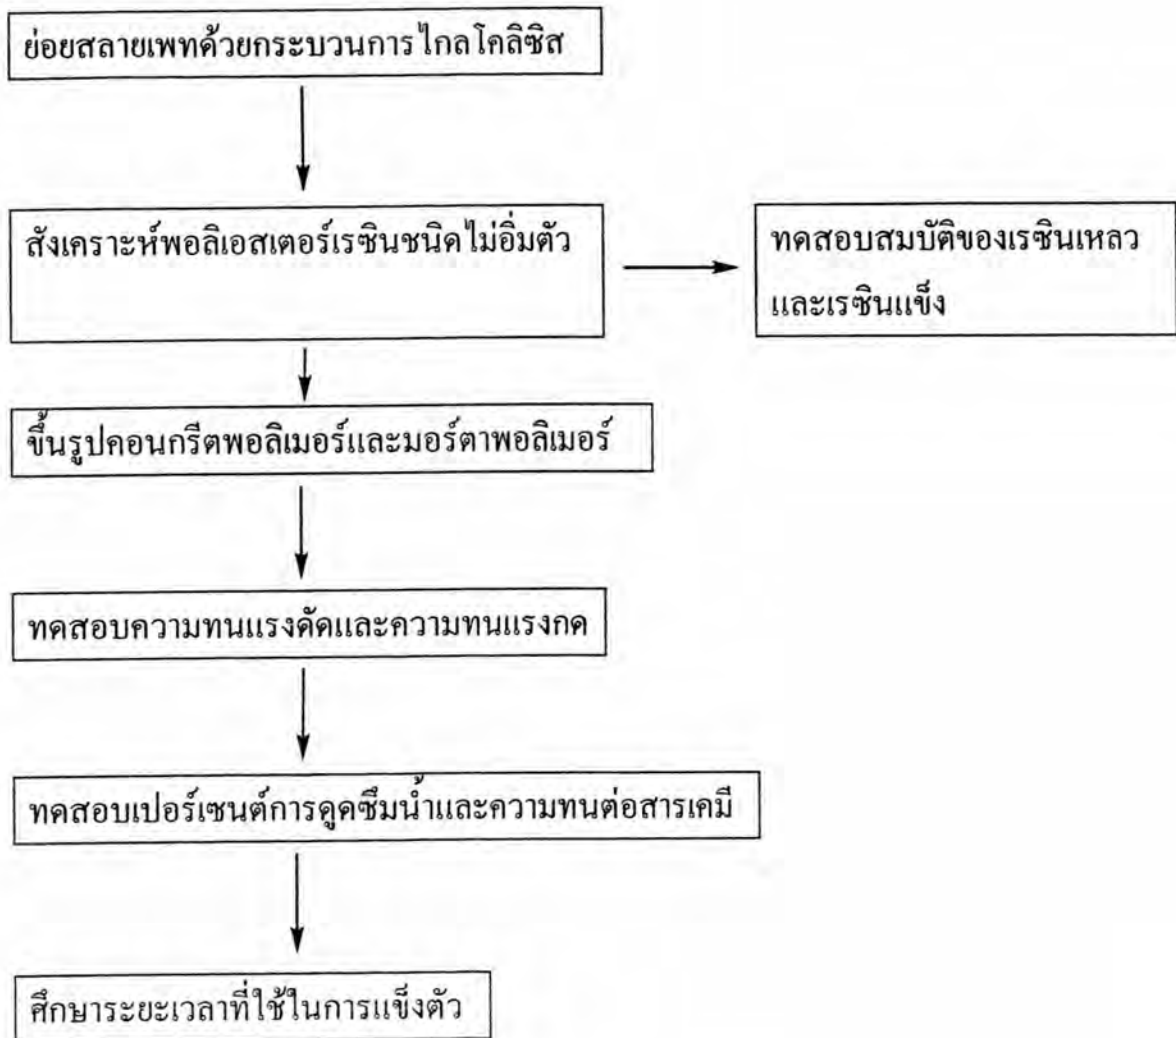 ย่อยสลายเพทด้วยกระบวนการไกลโคลิซิส
สังเคราะห์พอลิเอสเตอร์เรซินชนิดไม่อิ่มตัว
ทดสอบสมบัติของเรซินเหลว
และเรซินแข็ง
ขึ้นรูปคอนกรีตพอลิเมอร์และมอร์ตาพอลิเมอร์
ทดสอบความทนแรงดัดและความทนแรงกด
ทดสอบเปอร์เซนต์การดูดซึมน้ำและความทนต่อสารเคมี
ศึกษาระยะเวลาที่ใช้ในการแข็งตัว